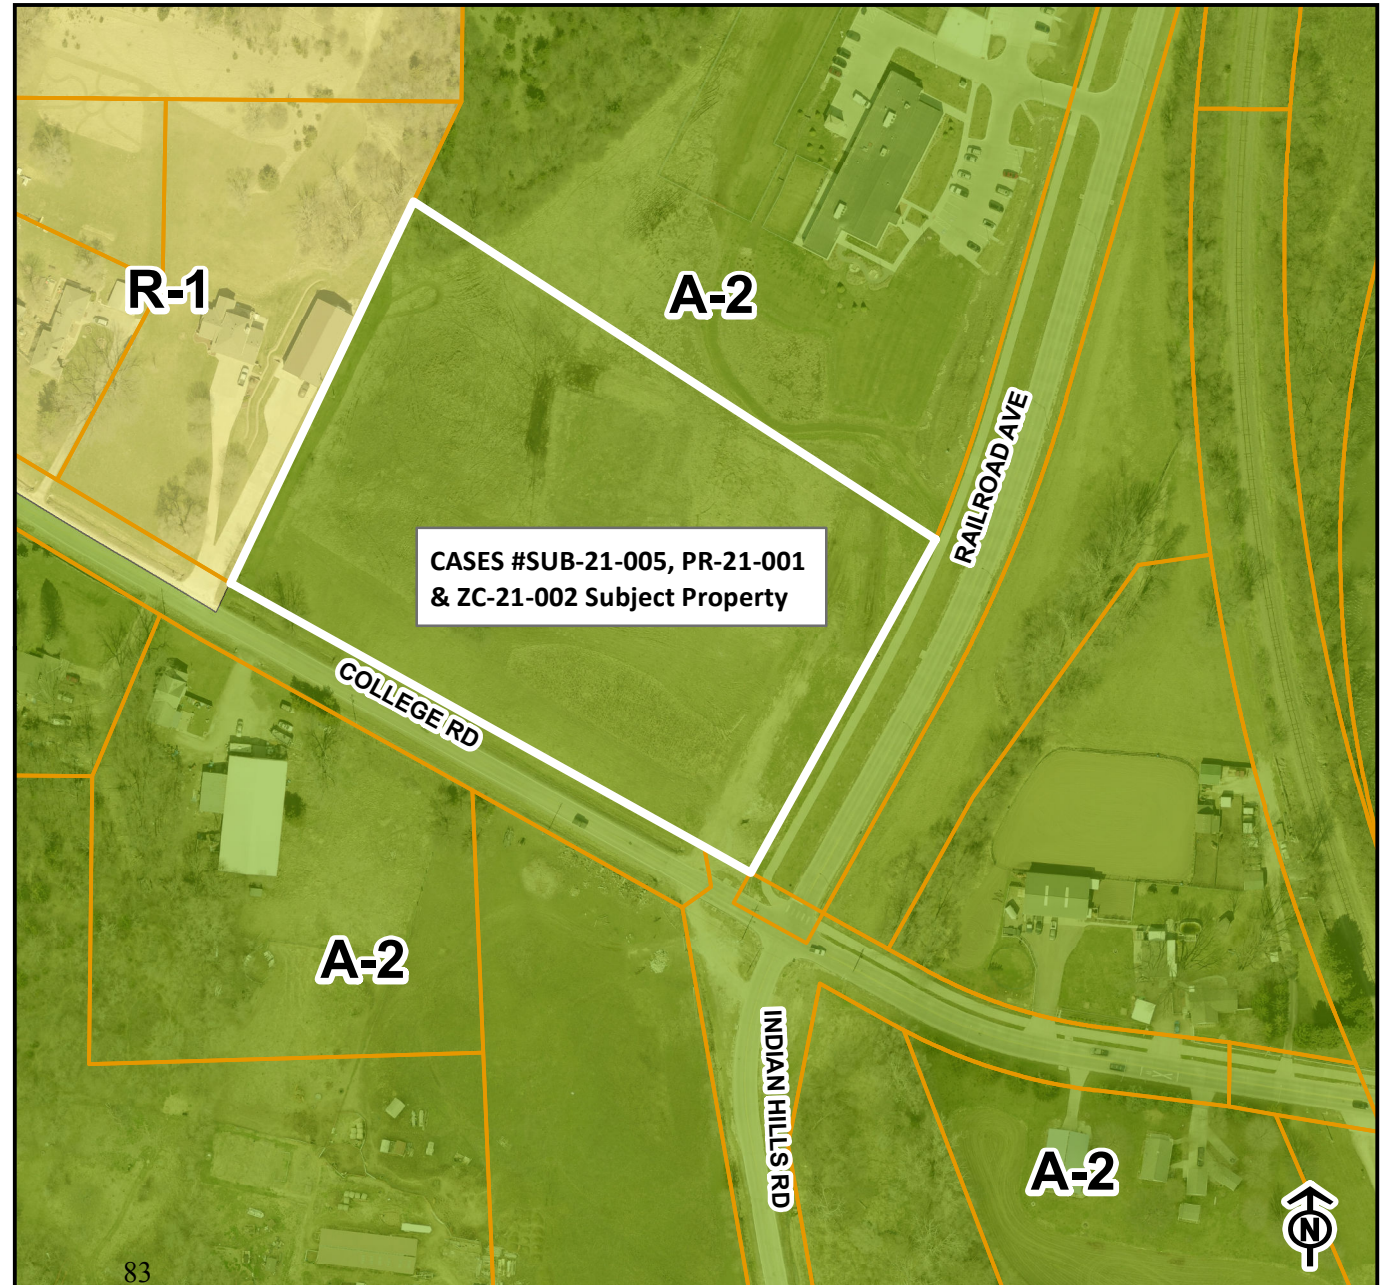 R-1
A-2
RAILROAD AVE
CASES #SUB-21-005, PR-21-001
& ZC-21-002 Subject Property
COLLEGE RD
A-2
INDIAN HILLS RD
A-2
N
83